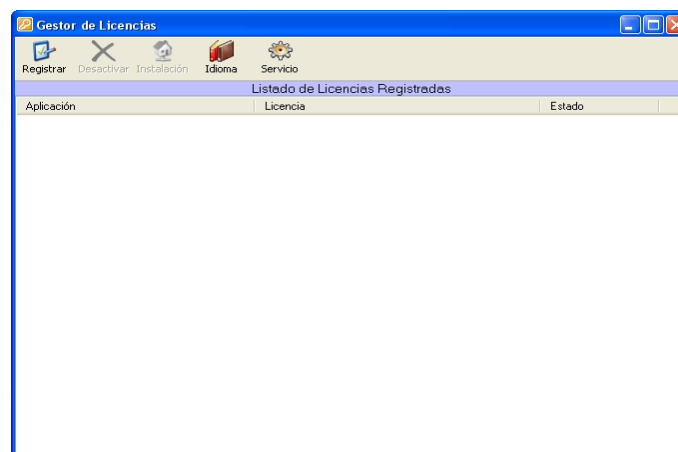 Gestor de Licencias
Registrar Desactivar Instalación Idioma Servicio
Listado de Licencias Registradas
Aplicación Licencia Estado